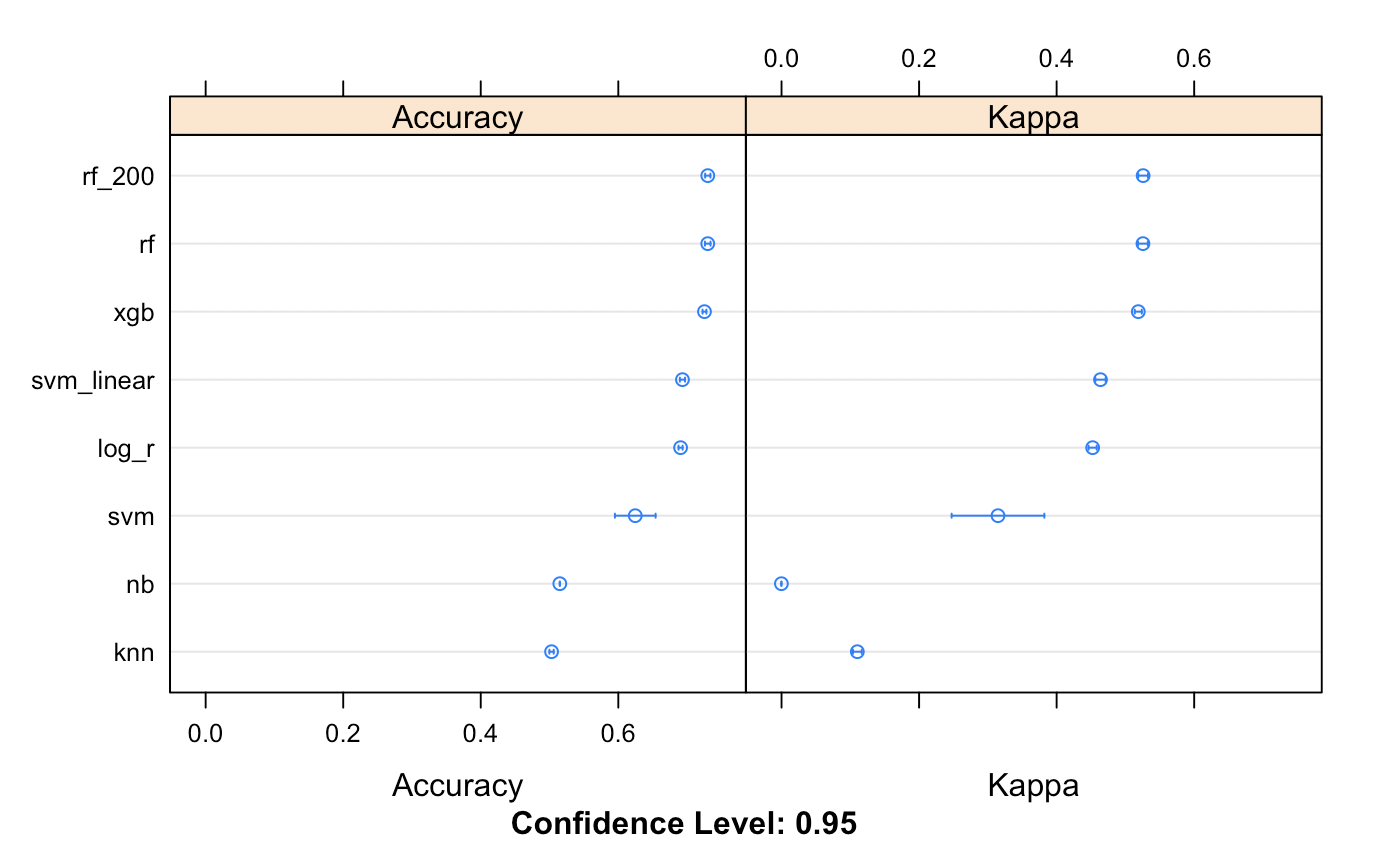 0.0 0.2 0.4 0.6
Accuracy Kappa
rf_200
rf
xgb
svm_linear
log_r
svm
nb
knn
0.0 0.2 0.4 0.6
Accuracy Kappa
Confidence Level: 0.95